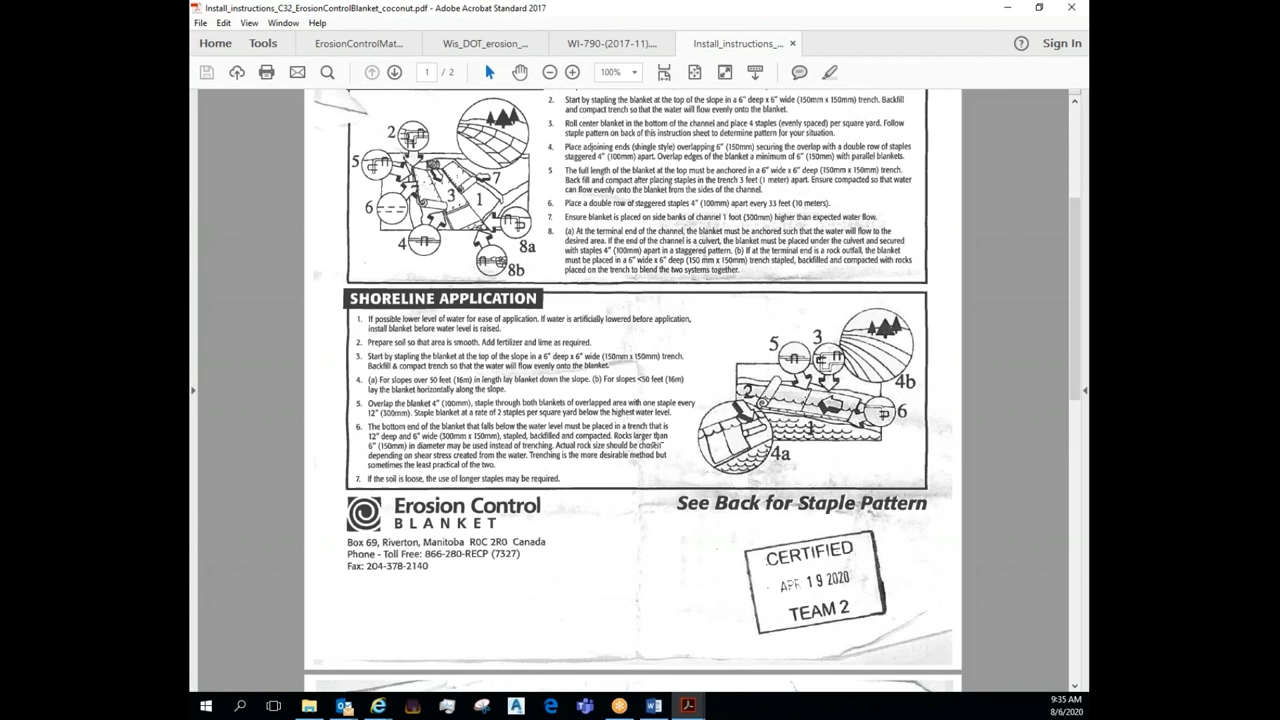 Install_instructions_C32_ErosionControlBlanket_coconut.pdf - Adobe Acrobat Standard 2017
File Edit View Window Help
Home Tools ErosionControlMat... Wis_DOT_erosion_... WI-790-(2017-11).... Install_instructions_... × Sign In
1 / 2 100%
2. Start by stapling the blanket at the top of the slope in a 6" deep x 6" wide (150mm x 150mm) trench. Backfill
and compact trench so that the water will flow evenly onto the blanket.
3. Roll center blanket in the bottom of the channel and place 4 staples (evenly spaced) per square yard. Follow
staple pattern on back of this instruction sheet to determine pattern for your situation.
4. Place adjoining ends (shingle style) overlapping 6" (150mm) securing the overlap with a double row of staples
staggered 4" (100mm) apart. Overlap edges of the blanket a minimum of 6" (150mm) with parallel blankets.
5 The full length of the blanket at the top must be anchored in a 6" wide x 6" deep (150mm x 150mm) trench.
Back fill and compact after placing staples in the trench 3 feet (1 meter) apart. Ensure compacted so that water
can flow evenly onto the blanket from the sides of the channel.
6. Place a double row of staggered staples 4" (100mm) apart every 33 feet (10 meters).
7. Ensure blanket is placed on side banks of channel 1 foot (300mm) higher than expected water flow.
8. (a) At the terminal end of the channel, the blanket must be anchored such that the water will flow to the
desired area. If the end of the channel is a culvert, the blanket must be placed under the culvert and secured
with staples 4" (100mm) apart in a staggered pattern. (b) If at the terminal end is a rock outfall, the blanket
must be placed in a 6" wide x 6" deep (150 mm x 150mm) trench stapled, backfilled and compacted with rocks
placed on the trench to blend the two systems together.
2
5
7
3
1
6
4
8a
8b
SHORELINE APPLICATION
1. If possible lower level of water for ease of application. If water is artificially lowered before application,
install blanket before water level is raised.
2. Prepare soil so that area is smooth. Add fertilizer and lime as required.
3. Start by stapling the blanket at the top of the slope in a 6" deep x 6" wide (150mm x 150mm) trench.
Backfill & compact trench so that the water will flow evenly onto the blanket.
4. (a) For slopes over 50 feet (16m) in length lay blanket down the slope. (b) For slopes <50 feet (16m)
lay the blanket horizontally along the slope.
5. Overlap the blanket 4" (100mm), staple through both blankets of overlapped area with one staple every
12" (300mm). Staple blanket at a rate of 2 staples per square yard below the highest water level.
6. The bottom end of the blanket that falls below the water level must be placed in a trench that is
12" deep and 6" wide (300mm x 150mm), stapled, backfilled and compacted. Rocks larger than
6" (150mm) in diameter may be used instead of trenching. Actual rock size should be chosen
depending on shear stress created from the water. Trenching is the more desirable method but
sometimes the least practical of the two.
7. If the soil is loose, the use of longer staples may be required.
5
3
4b
2
6
1
4a
Erosion Control
BLANKET
See Back for Staple Pattern
Box 69, Riverton, Manitoba R0C 2R0 Canada
Phone - Toll Free: 866-280-RECP (7327)
Fax: 204-378-2140
CERTIFIED
APR 19 2020
TEAM 2
9:35 AM
8/6/2020